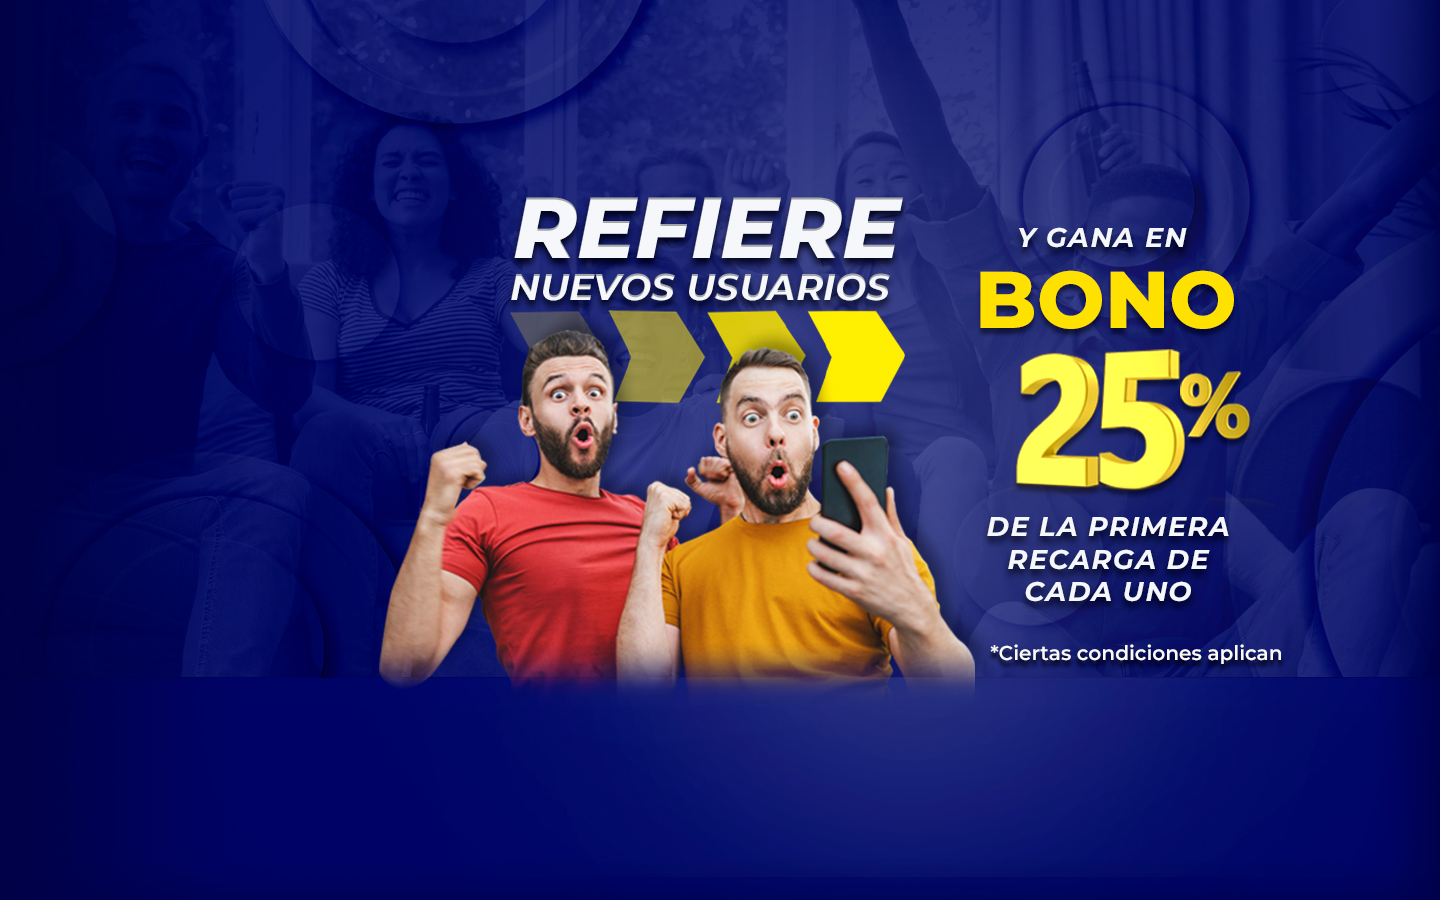 REFIERE
NUEVOS USUARIOS
Y GANA EN
BONO
25%
DE LA PRIMERA
RECARGA DE
CADA UNO
*Ciertas condiciones aplican